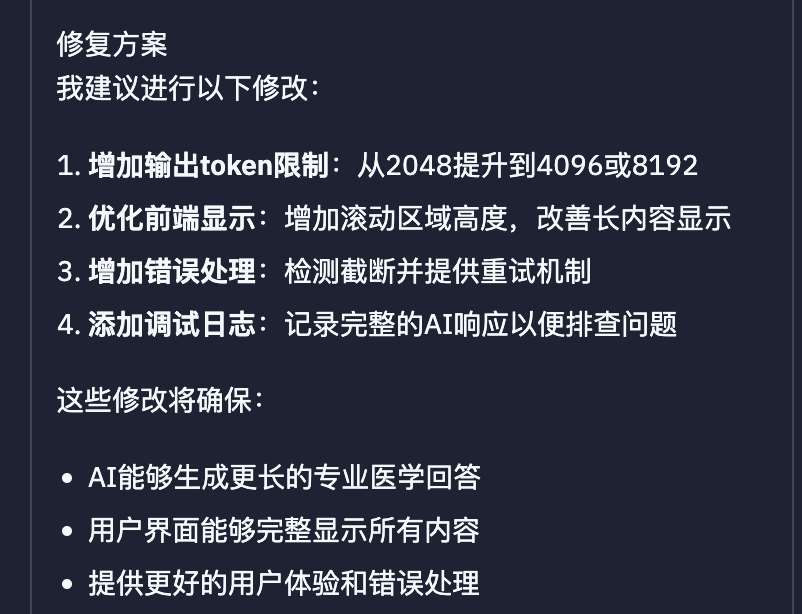 修复方案
我建议进行以下修改：
1. 增加输出token限制：从2048提升到4096或8192
2. 优化前端显示：增加滚动区域高度，改善长内容显示
3. 增加错误处理：检测截断并提供重试机制
4. 添加调试日志：记录完整的AI响应以便排查问题
这些修改将确保：
• AI能够生成更长的专业医学回答
• 用户界面能够完整显示所有内容
• 提供更好的用户体验和错误处理